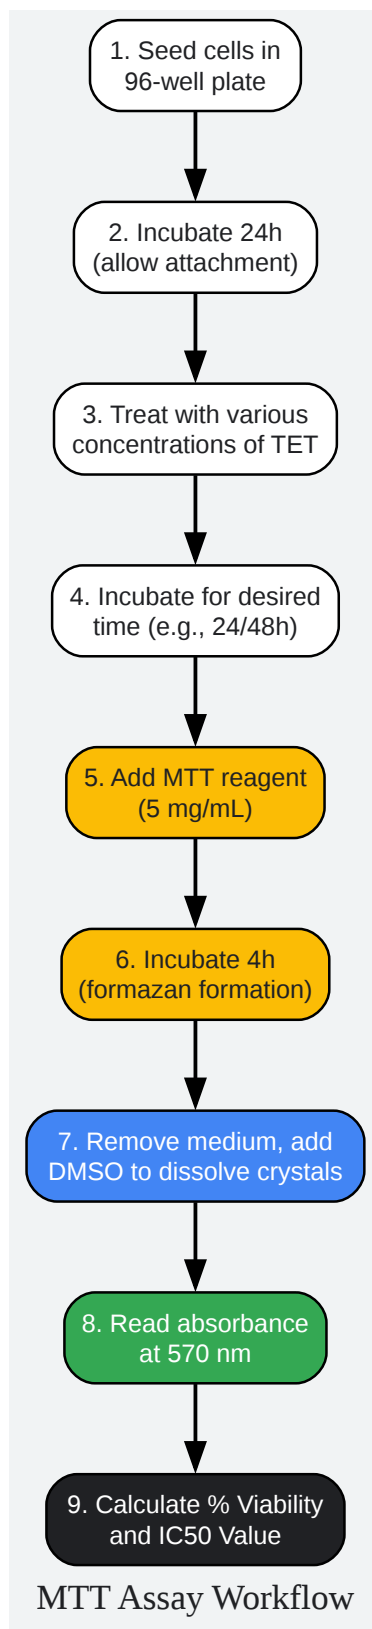 1. Seed cells in
96-well plate
2. Incubate 24h
(allow attachment)
3. Treat with various
concentrations of TET
4. Incubate for desired
time (e.g., 24/48h)
5. Add MTT reagent
(5 mg/mL)
6. Incubate 4h
(formazan formation)
7. Remove medium, add
DMSO to dissolve crystals
8. Read absorbance
at 570 nm
9. Calculate % Viability
and IC50 Value
MTT Assay Workflow